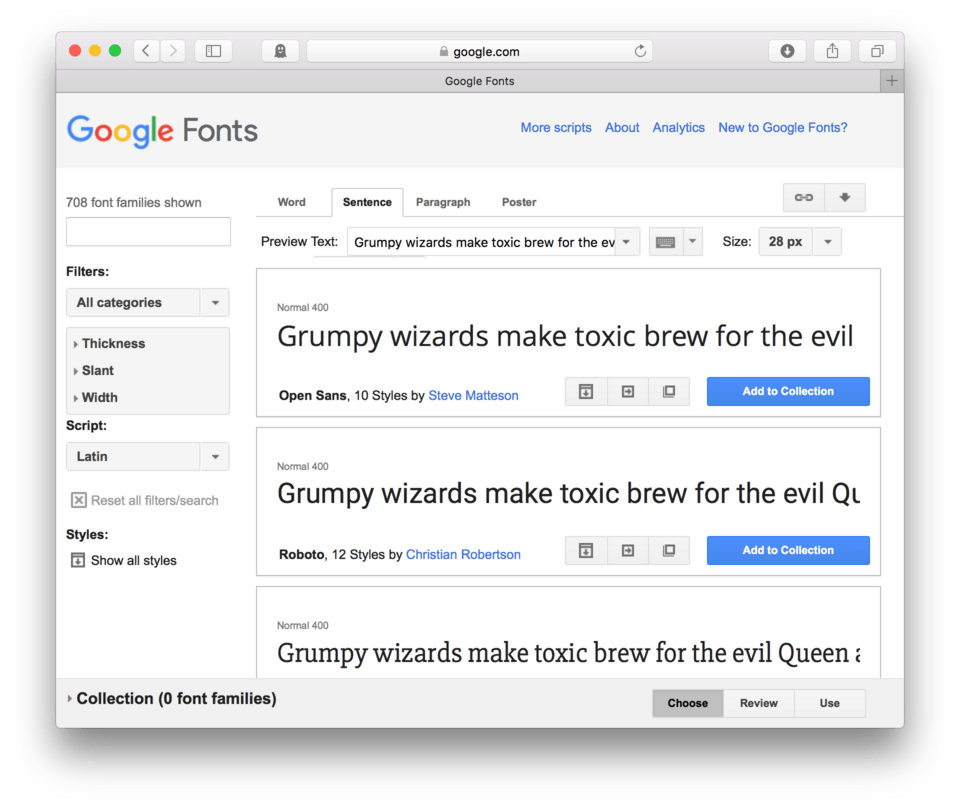 google.com
Google Fonts
Google Fonts
More scripts About Analytics New to Google Fonts?
708 font families shown
Word Sentence Paragraph Poster
Preview Text: Grumpy wizards make toxic brew for the ev Size: 28 px
Filters:
All categories
Thickness
Slant
Width
Script:
Latin
Reset all filters/search
Styles:
Show all styles
Normal 400
Grumpy wizards make toxic brew for the evil
Open Sans, 10 Styles by Steve Matteson Add to Collection
Normal 400
Grumpy wizards make toxic brew for the evil Qu
Roboto, 12 Styles by Christian Robertson Add to Collection
Normal 400
Grumpy wizards make toxic brew for the evil Queen a
Collection (0 font families) Choose Review Use